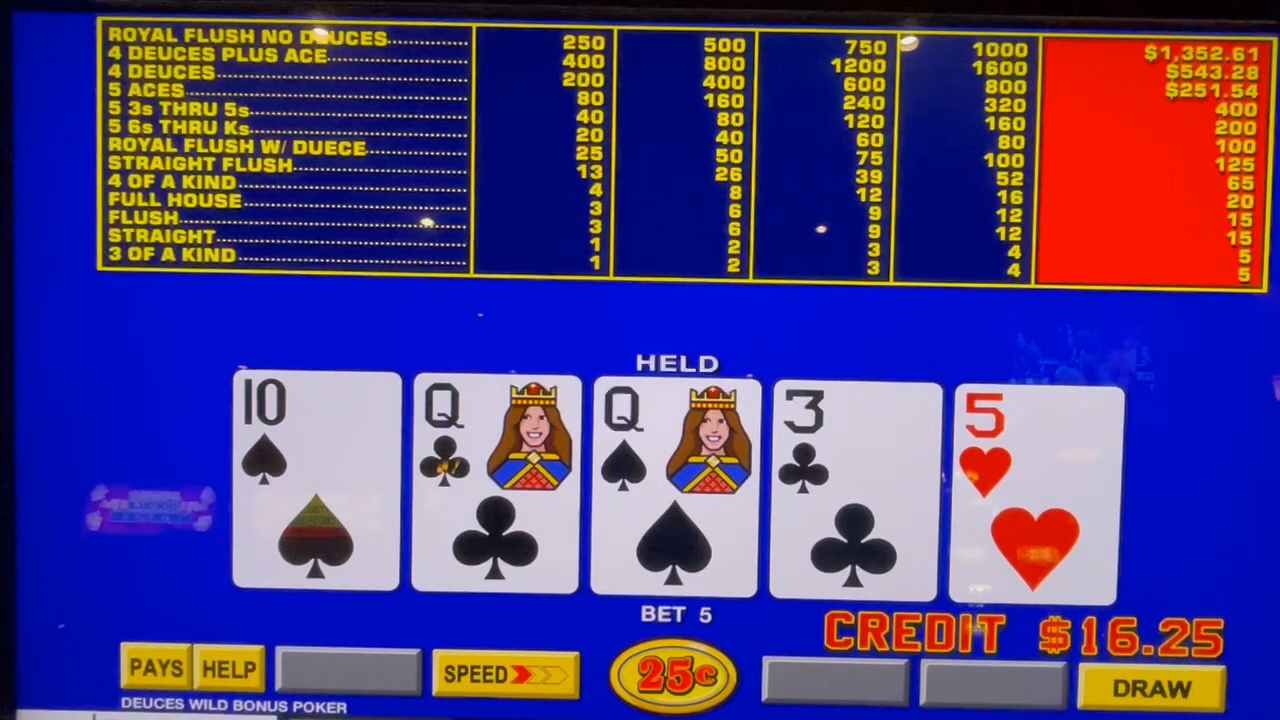 ROYAL FLUSH NO DEUCES 250 500 750 1000 $1,352.61
4 DEUCES PLUS ACE 400 800 1200 1600 $543.28
4 DEUCES 200 400 600 800 $251.54
5 ACES 80 160 240 320 400
5 3s THRU 5s 40 80 120 160 200
5 6s THRU Ks 20 40 60 80 100
ROYAL FLUSH W/ DUECE 25 50 75 100 125
STRAIGHT FLUSH 13 26 39 52 65
4 OF A KIND 4 8 12 16 20
FULL HOUSE 3 6 9 12 15
FLUSH 3 6 9 12 15
STRAIGHT 1 2 3 4 5
3 OF A KIND 1 2 3 4 5
HELD
10 Q Q 3 5
BET 5
CREDIT $16.25
PAYS HELP SPEED 25¢ DRAW
DEUCES WILD BONUS POKER